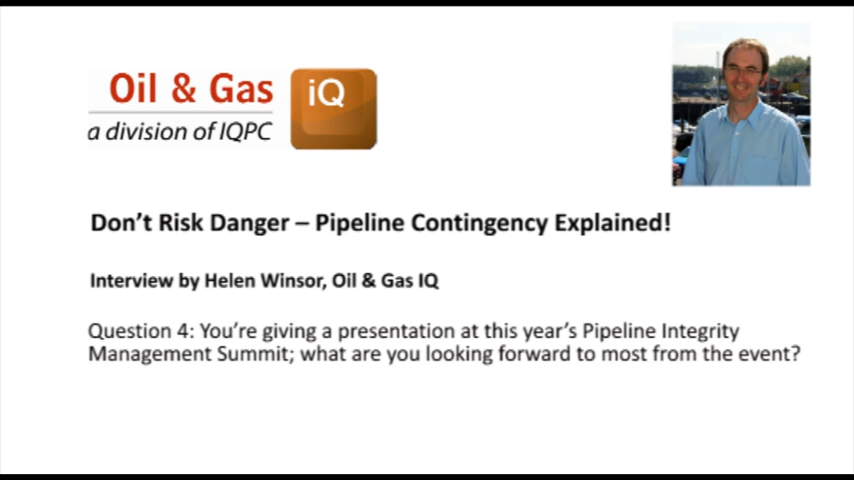 Oil & Gas
iQ
a division of IQPC
Don't Risk Danger – Pipeline Contingency Explained!
Interview by Helen Winsor, Oil & Gas IQ
Question 4: You're giving a presentation at this year's Pipeline Integrity
Management Summit; what are you looking forward to most from the event?